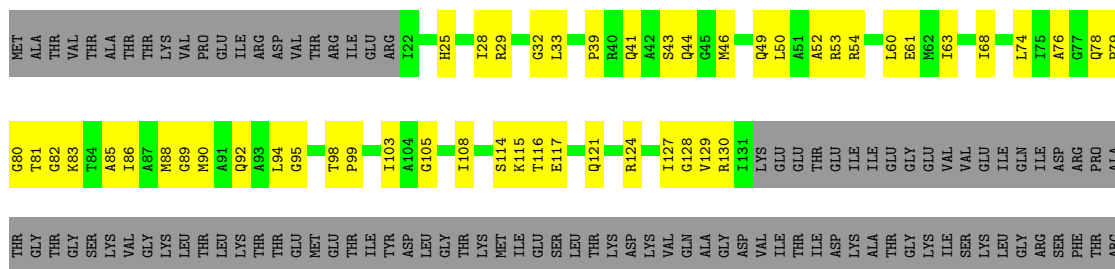 MET ALA THR VAL THR ALA THR THR LYS VAL PRO GLU ILE ARG ASP VAL THR ARG ILE GLU ARG I22 H25 I28 R29 G32 L33 P39 R40 Q41 A42 S43 Q44 G45 M46 Q49 L50 A51 A52 R53 R54 L60 E61 M62 I63 I68 L74 I75 A76 G77 Q78 P79
G80 T81 G82 K83 T84 A85 I86 A87 M88 G89 M90 A91 Q92 A93 L94 G95 T98 P99 I103 A104 G105 I108 S114 K115 T116 E117 Q121 R124 I127 G128 V129 R130 I131 LYS GLU GLU THR GLU ILE ILE GLU GLY GLU VAL VAL GLU ILE GLN ILE ASP ARG PRO ALA
THR GLY THR GLY SER LYS VAL GLY LYS LEU THR LEU LYS THR THR GLU MET GLU THR ILE TYR ASP LEU GLY THR LYS MET ILE GLU SER LEU THR LYS ASP LYS VAL GLN ALA GLY ASP VAL ILE THR ILE ASP LYS ALA THR GLY LYS ILE SER LYS LEU GLY ARG SER PHE THR ARG